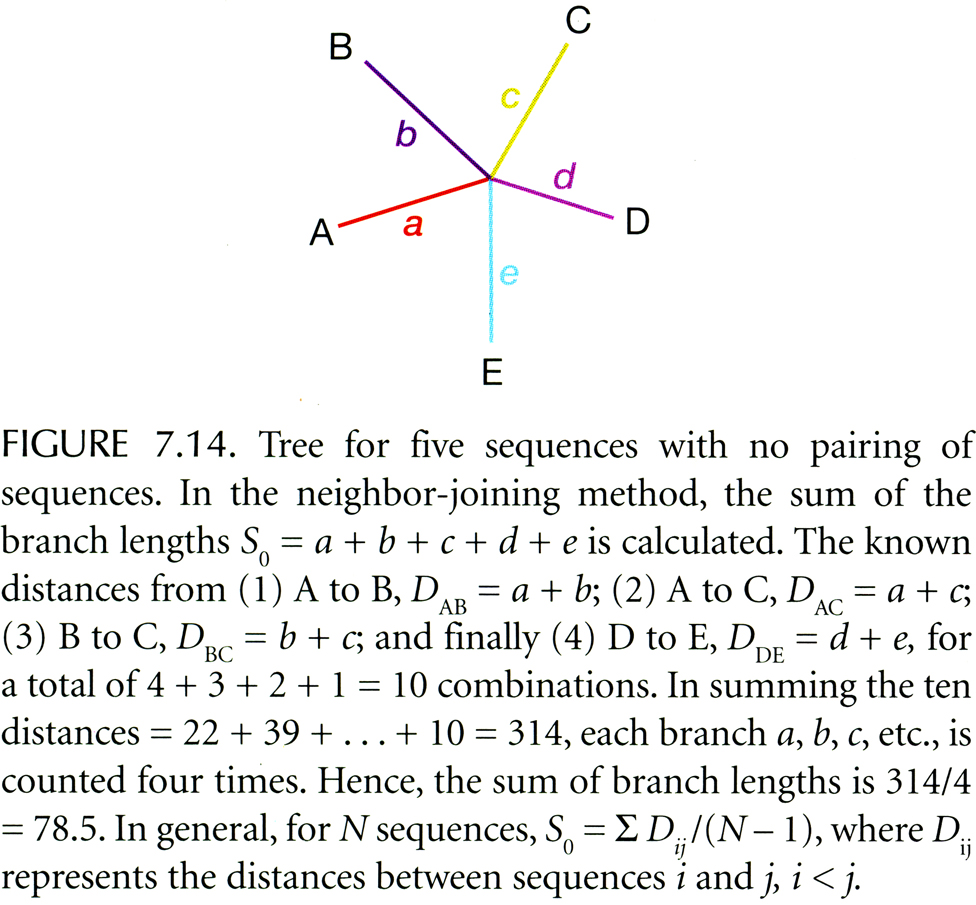 C
B
c
b
d
A
a
D
e
E
FIGURE 7.14. Tree for five sequences with no pairing of
sequences. In the neighbor-joining method, the sum of the
branch lengths S0 = a + b + c + d + e is calculated. The known
distances from (1) A to B, DAB = a + b; (2) A to C, DAC = a + c;
(3) B to C, DBC = b + c; and finally (4) D to E, DDE = d + e, for
a total of 4 + 3 + 2 + 1 = 10 combinations. In summing the ten
distances = 22 + 39 + . . . + 10 = 314, each branch a, b, c, etc., is
counted four times. Hence, the sum of branch lengths is 314/4
= 78.5. In general, for N sequences, S0 = Σ Dij/(N – 1), where Dij
represents the distances between sequences i and j, i < j.